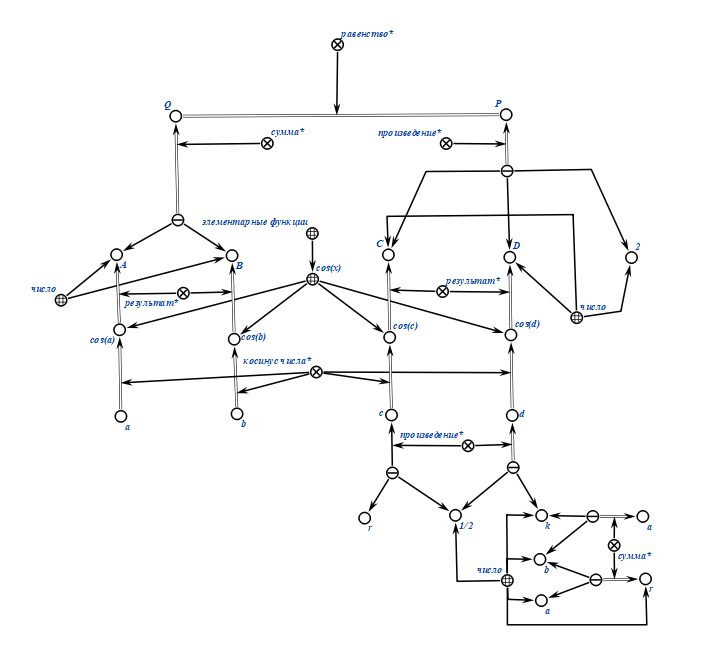 равенство*
Q
P
сумма*
произведение*
элементарные функции
A
B
C
D
2
cos(x)
число
результат*
результат*
число
cos(a)
cos(b)
cos(c)
cos(d)
косинус числа*
a
b
c
d
произведение*
r
1/2
k
a
сумма*
число
b
r
a